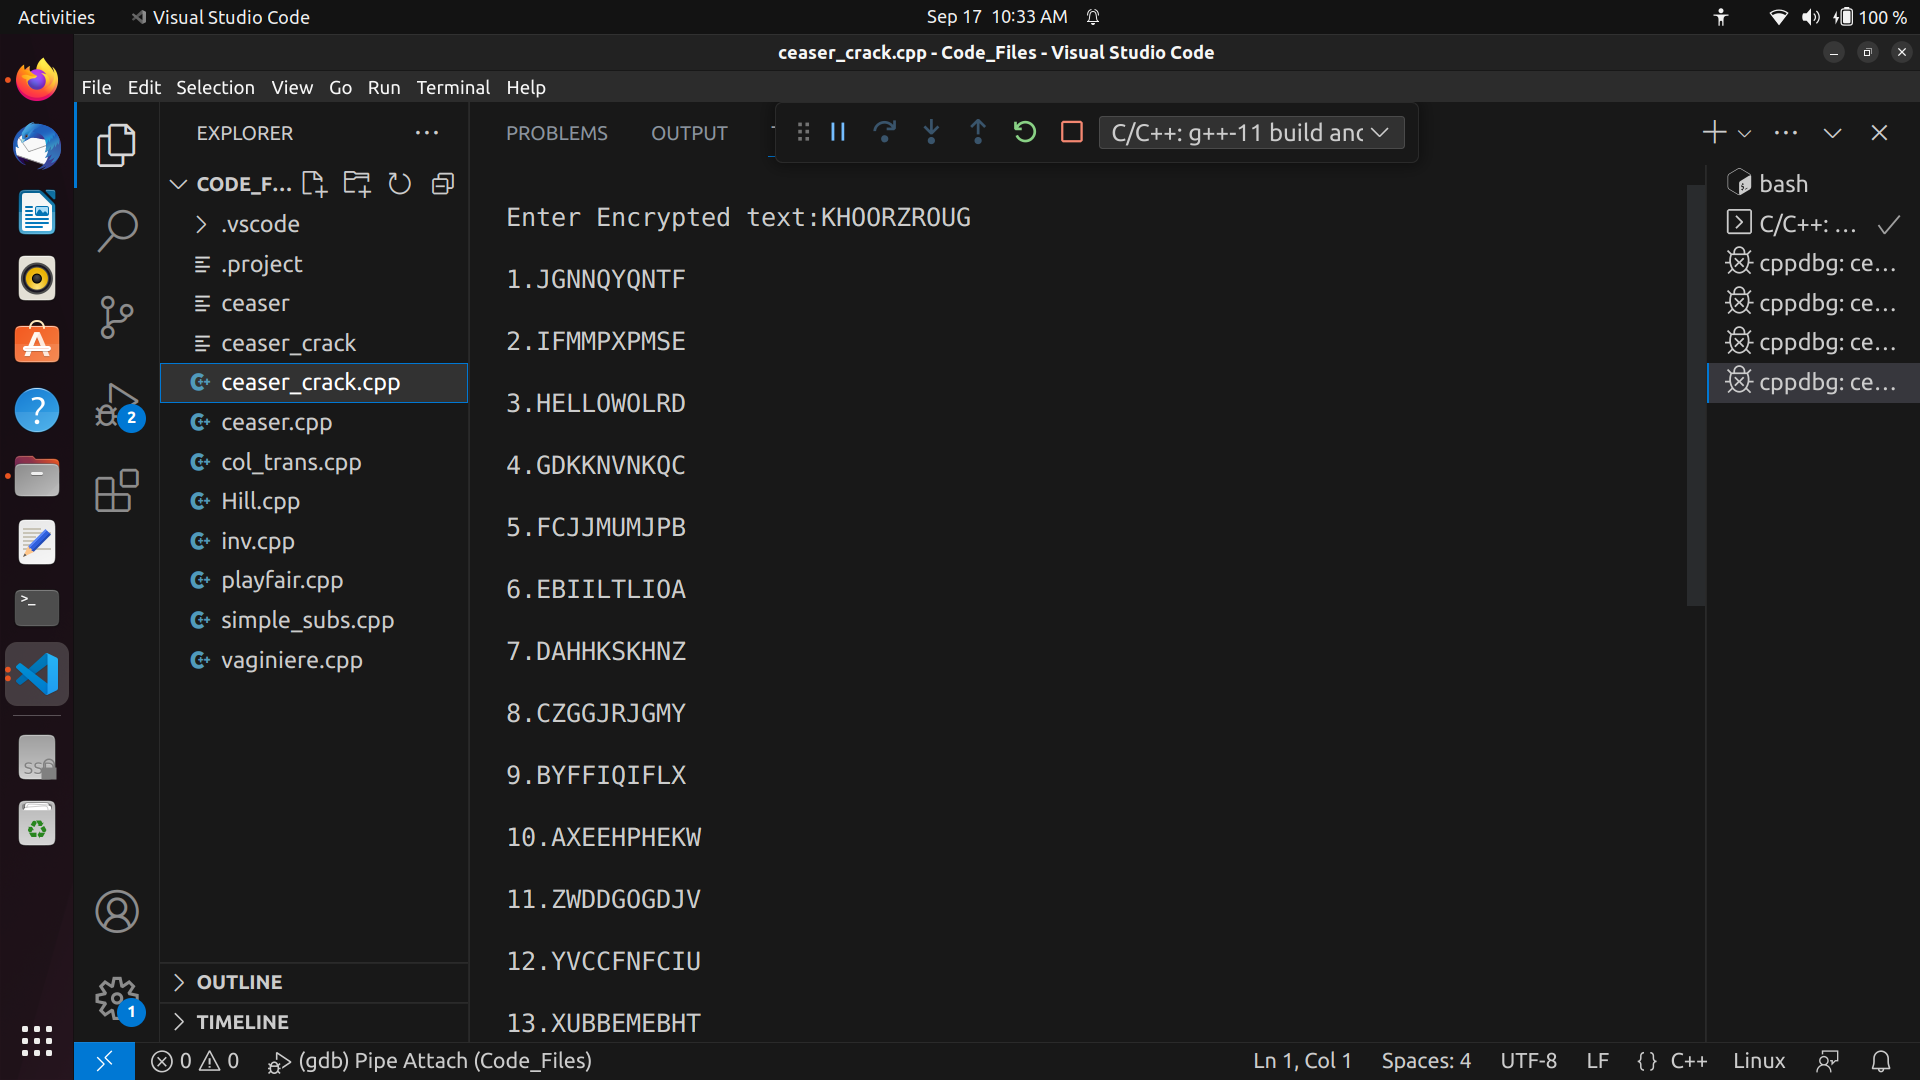 Activities
Visual Studio Code
Sep 17 10:33 AM
100 %
ceaser_crack.cpp - Code_Files - Visual Studio Code
File Edit Selection View Go Run Terminal Help
EXPLORER
PROBLEMS OUTPUT
C/C++: g++-11 build and
CODE_F...
.vscode
.project
ceaser
ceaser_crack
ceaser_crack.cpp
ceaser.cpp
col_trans.cpp
Hill.cpp
inv.cpp
playfair.cpp
simple_subs.cpp
vaginiere.cpp
OUTLINE
TIMELINE
2
1
Enter Encrypted text:KHOORZROUG
1.JGNNQYQNTF
2.IFMMPXPMSE
3.HELLOWOLRD
4.GDKKNVNKQC
5.FCJJMUMJPB
6.EBIILTLIOA
7.DAHHKSKHNZ
8.CZGGJRJGMY
9.BYFFIQIFLX
10.AXEEHPHEKW
11.ZWDDGOGDJV
12.YVCCFNFCIU
13.XUBBEMEBHT
bash
C/C++: ...
cppdbg: ce...
cppdbg: ce...
cppdbg: ce...
cppdbg: ce...
0 0
(gdb) Pipe Attach (Code_Files)
Ln 1, Col 1
Spaces: 4
UTF-8
LF
{ } C++
Linux